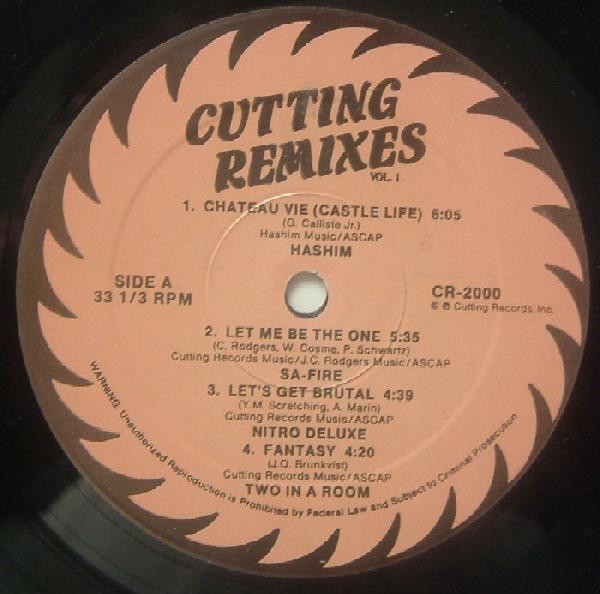 CUTTING
REMIXES
VOL. 1
1. CHATEAU VIE (CASTLE LIFE) 6:05
(G. Calliste Jr.)
Hashim Music/ASCAP
HASHIM
SIDE A
33 1/3 RPM
CR-2000
© ℗ Cutting Records, Inc.
2. LET ME BE THE ONE 5:35
(C. Rodgers, W. Cosme, P. Schwartz)
Cutting Records Music/J.C. Rodgers Music/ASCAP
SA-FIRE
3. LET'S GET BRUTAL 4:39
(Y.M. Scretching, A. Marin)
Cutting Records Music/ASCAP
NITRO DELUXE
4. FANTASY 4:20
(J.Q. Brunkvist)
Cutting Records Music/ASCAP
TWO IN A ROOM
WARNING. Unauthorized Reproduction is Prohibited by Federal Law and Subject to Criminal Prosecution